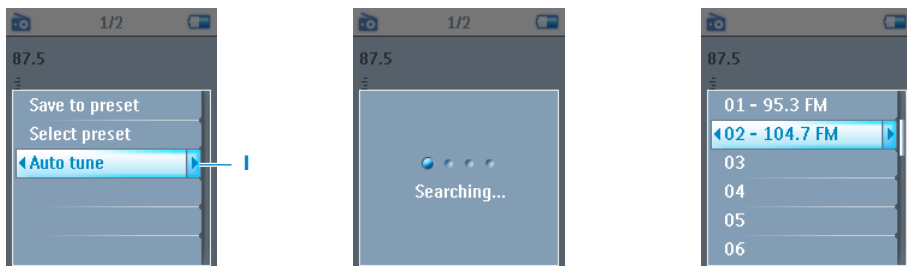 1/2
87.5
Save to preset
Select preset
Auto tune
I
1/2
87.5
Searching...
87.5
01 - 95.3 FM
02 - 104.7 FM
03
04
05
06